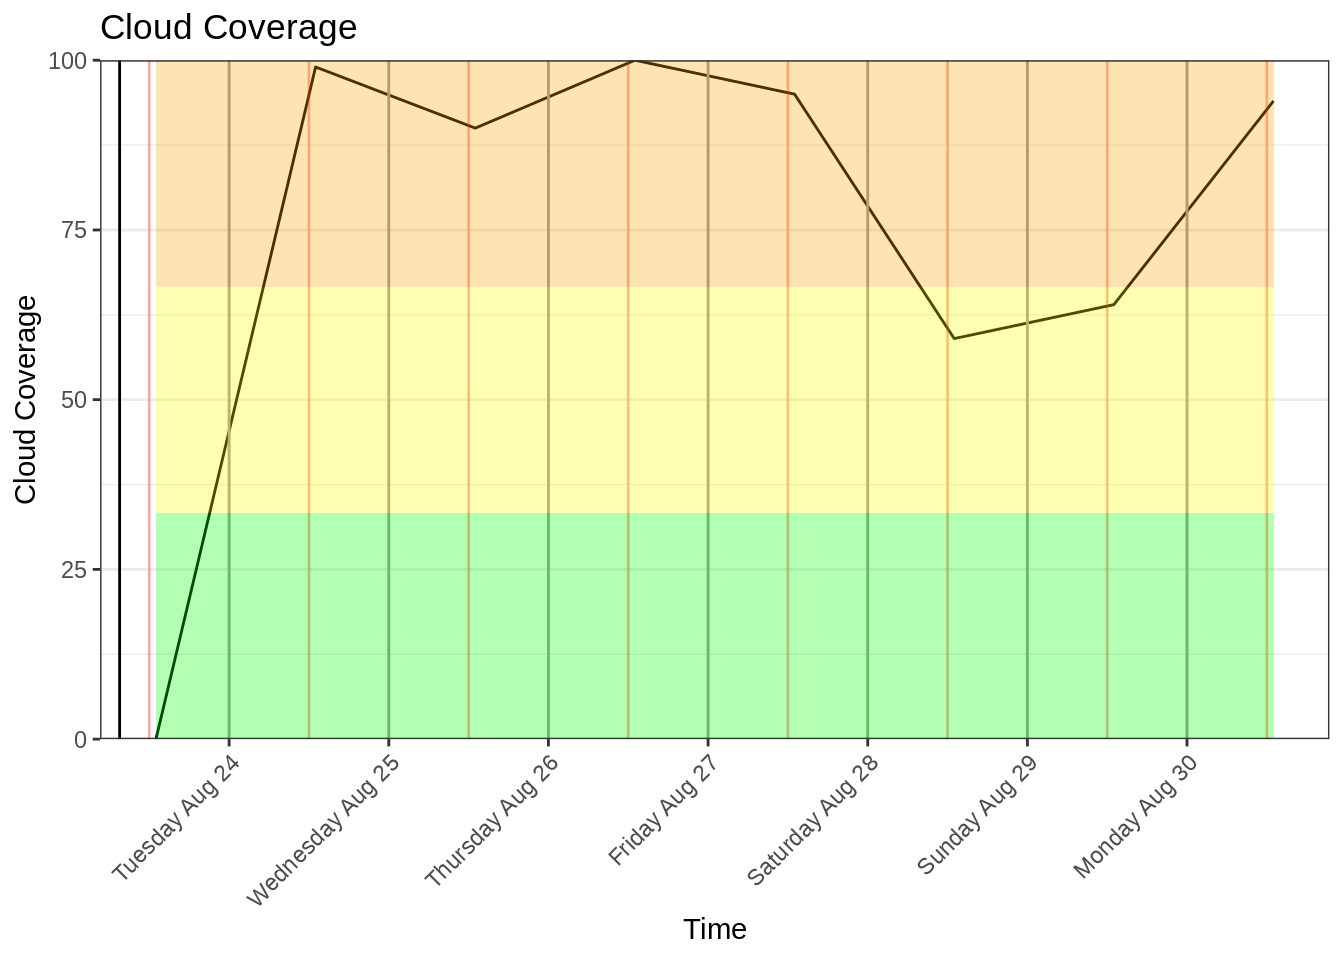 Cloud Coverage
100
75
50
25
0
Cloud Coverage
Tuesday Aug 24
Wednesday Aug 25
Thursday Aug 26
Friday Aug 27
Saturday Aug 28
Sunday Aug 29
Monday Aug 30
Time